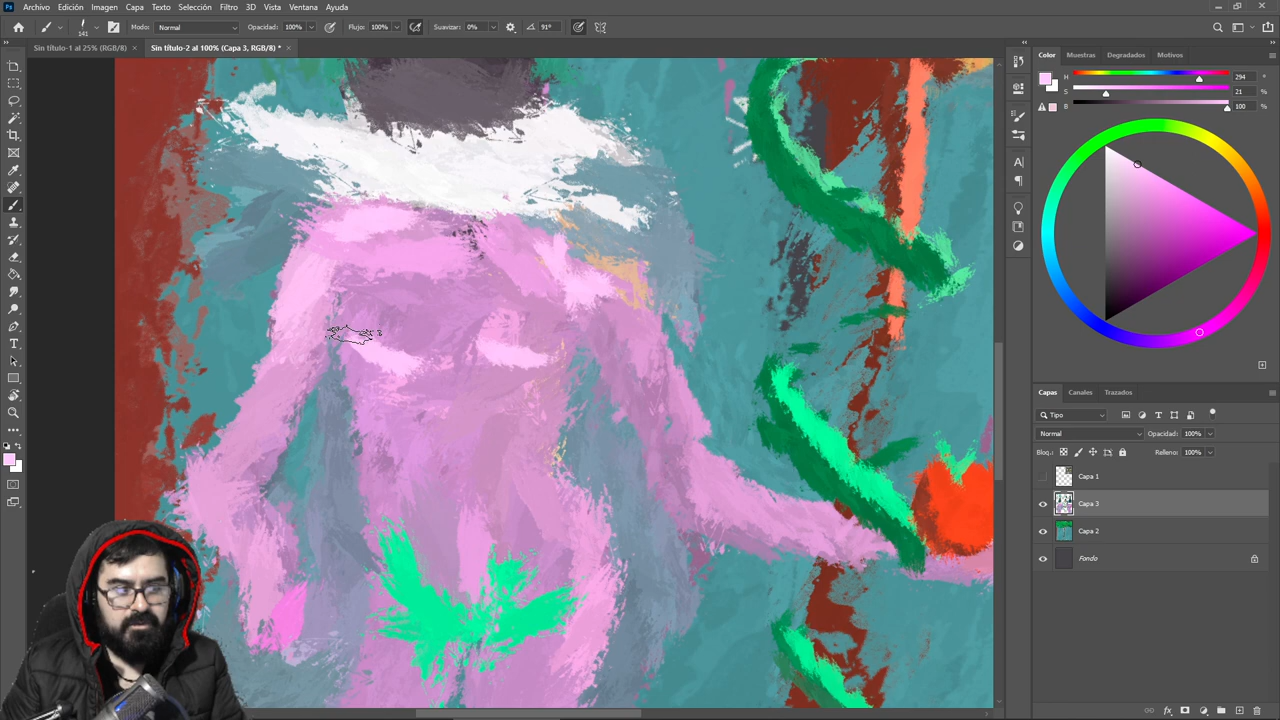 Ps Archivo Edición Imagen Capa Texto Selección Filtro 3D Vista Ventana Ayuda
141 Modo: Normal Opacidad: 100% Flujo: 100% Suavizar: 0% 91°
Sin título-1 al 25% (RGB/8) × Sin título-2 al 100% (Capa 3, RGB/8) * ×
Color Muestras Degradados Motivos
H 294 °
S 21 %
B 100 %
Capas Canales Trazados
Tipo
Normal Opacidad: 100%
Bloq.: Relleno: 100%
Capa 1
Capa 3
Capa 2
Fondo